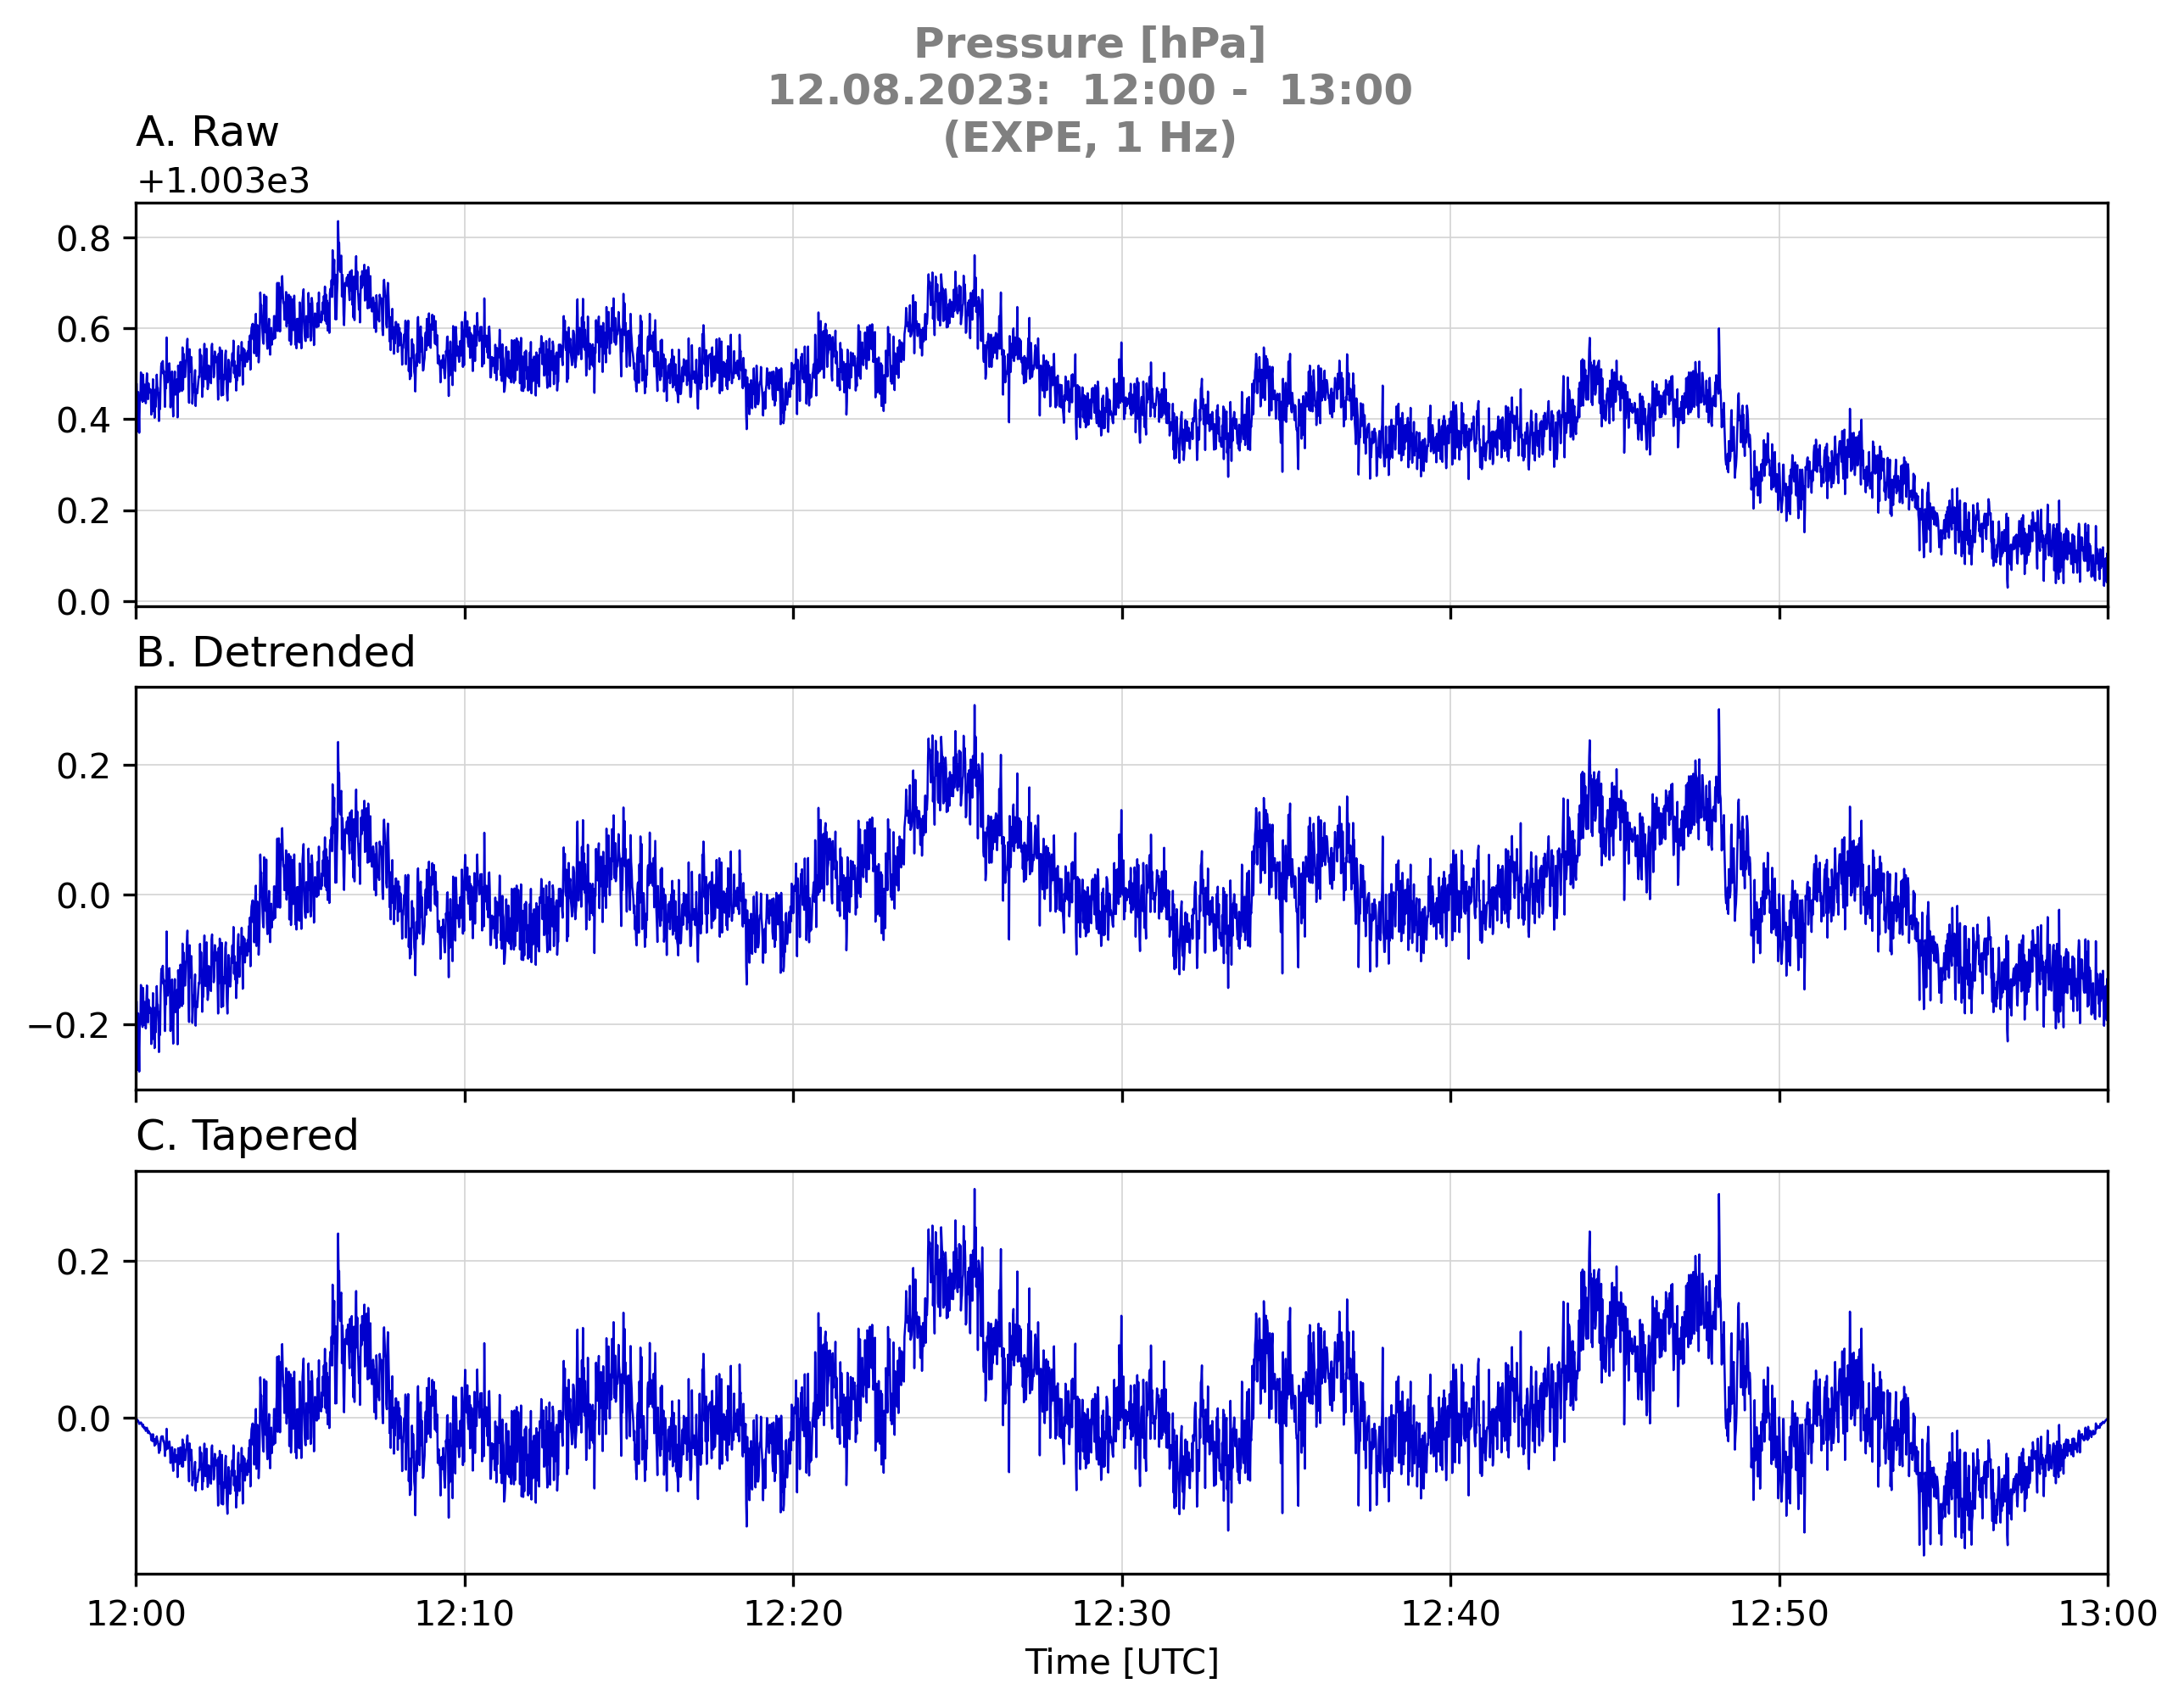 Pressure [hPa]
12.08.2023:  12:00 -  13:00
(EXPE, 1 Hz)
A. Raw
+1.003e3
0.8
0.6
0.4
0.2
0.0
B. Detrended
0.2
0.0
−0.2
C. Tapered
0.2
0.0
12:00 12:10 12:20 12:30 12:40 12:50 13:00
Time [UTC]